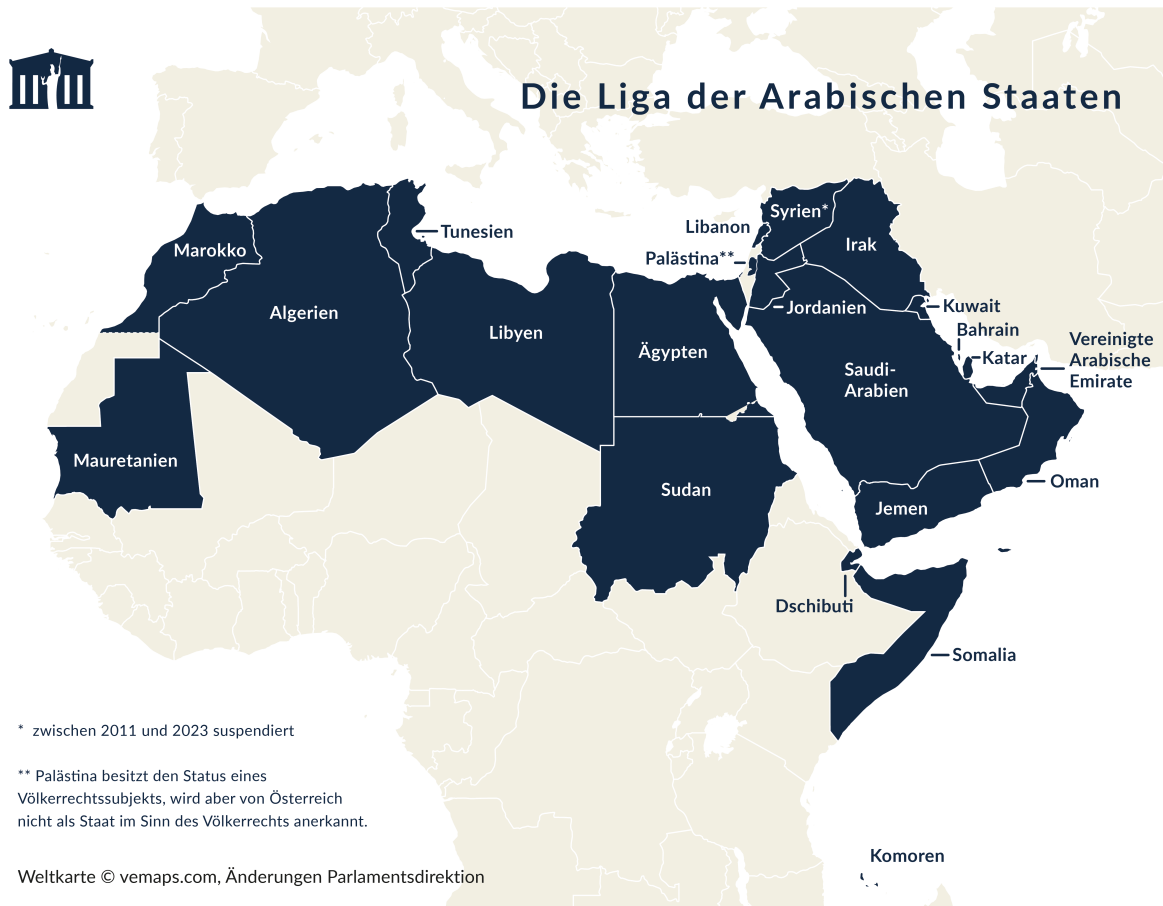 Die Liga der Arabischen Staaten
Syrien*
Libanon
Tunesien
Irak
Marokko
Palästina**
Jordanien
Kuwait
Algerien
Bahrain
Libyen
Vereinigte
Arabische
Emirate
Ägypten
Katar
Saudi-
Arabien
Mauretanien
Oman
Sudan
Jemen
Dschibuti
Somalia
* zwischen 2011 und 2023 suspendiert
** Palästina besitzt den Status eines
Völkerrechtssubjekts, wird aber von Österreich
nicht als Staat im Sinn des Völkerrechts anerkannt.
Komoren
Weltkarte © vemaps.com, Änderungen Parlamentsdirektion